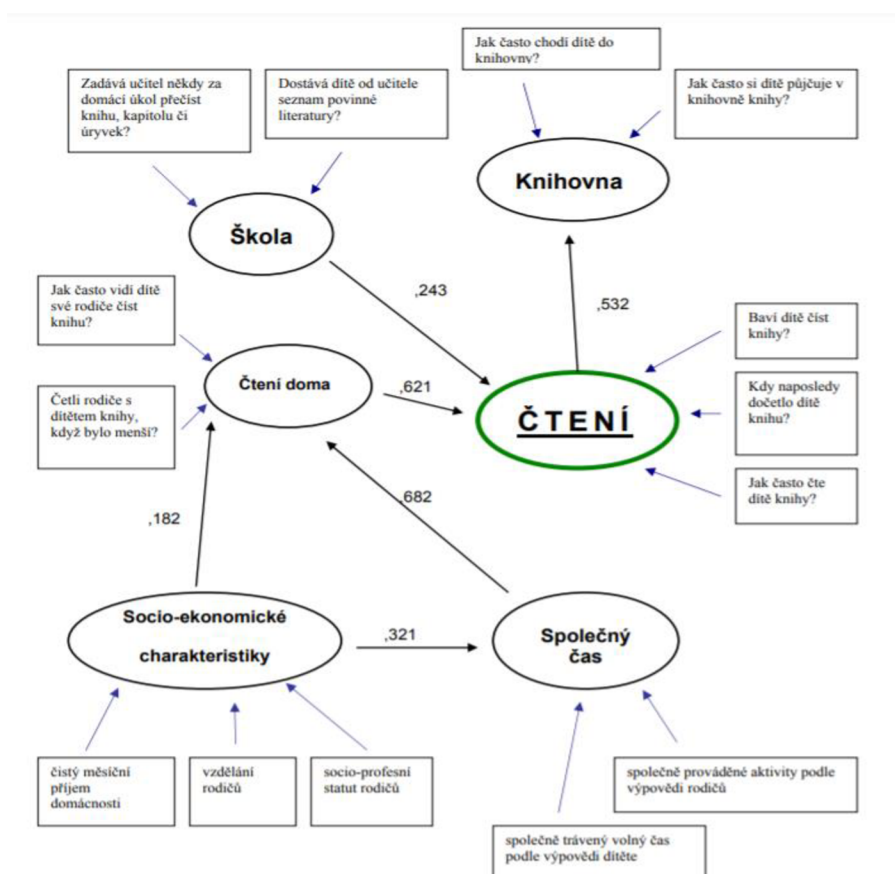 Jak často chodí dítě do
knihovny?
Zadává učitel někdy za
domácí úkol přečíst
knihu, kapitolu či
úryvek?
Dostává dítě od učitele
seznam povinné
literatury?
Jak často si dítě půjčuje v
knihovně knihy?
Knihovna
Škola
,243
,532
Jak často vidí dítě
své rodiče číst
knihu?
Baví dítě číst
knihy?
Čtení doma
,621
ČTENÍ
Četli rodiče s
dítětem knihy,
když bylo menší?
Kdy naposledy
dočetlo dítě
knihu?
Jak často čte
dítě knihy?
,182
,682
Socio-ekonomické
charakteristiky
,321
Společný
čas
čistý měsíční
příjem
domácnosti
vzdělání
rodičů
socio-profesní
statut rodičů
společně prováděné aktivity podle
výpovědi rodičů
společně trávený volný čas
podle výpovědi dítěte